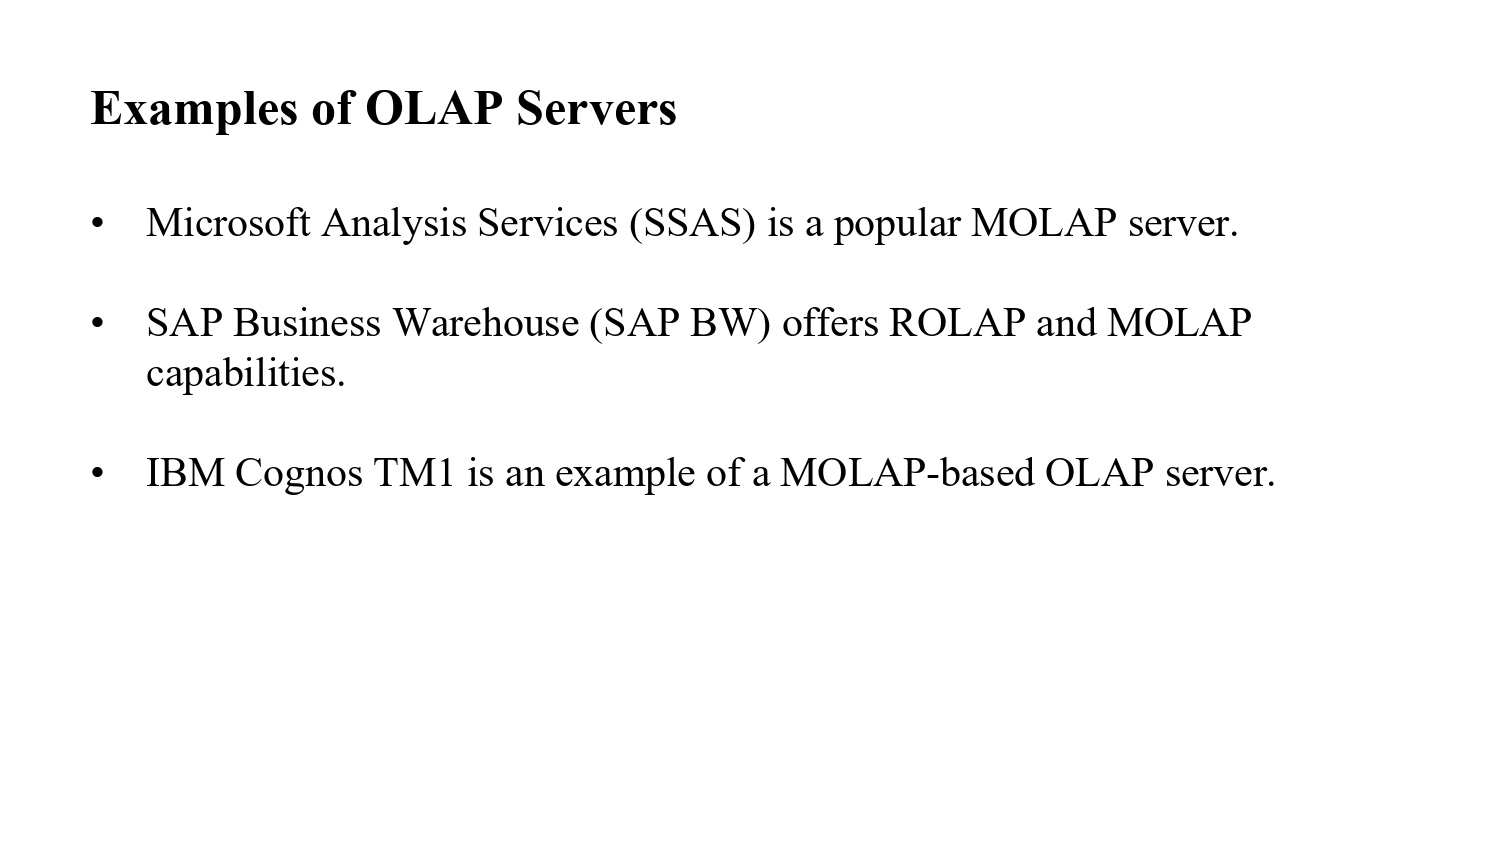 Examples of OLAP Servers
• Microsoft Analysis Services (SSAS) is a popular MOLAP server.
• SAP Business Warehouse (SAP BW) offers ROLAP and MOLAP
capabilities.
• IBM Cognos TM1 is an example of a MOLAP-based OLAP server.